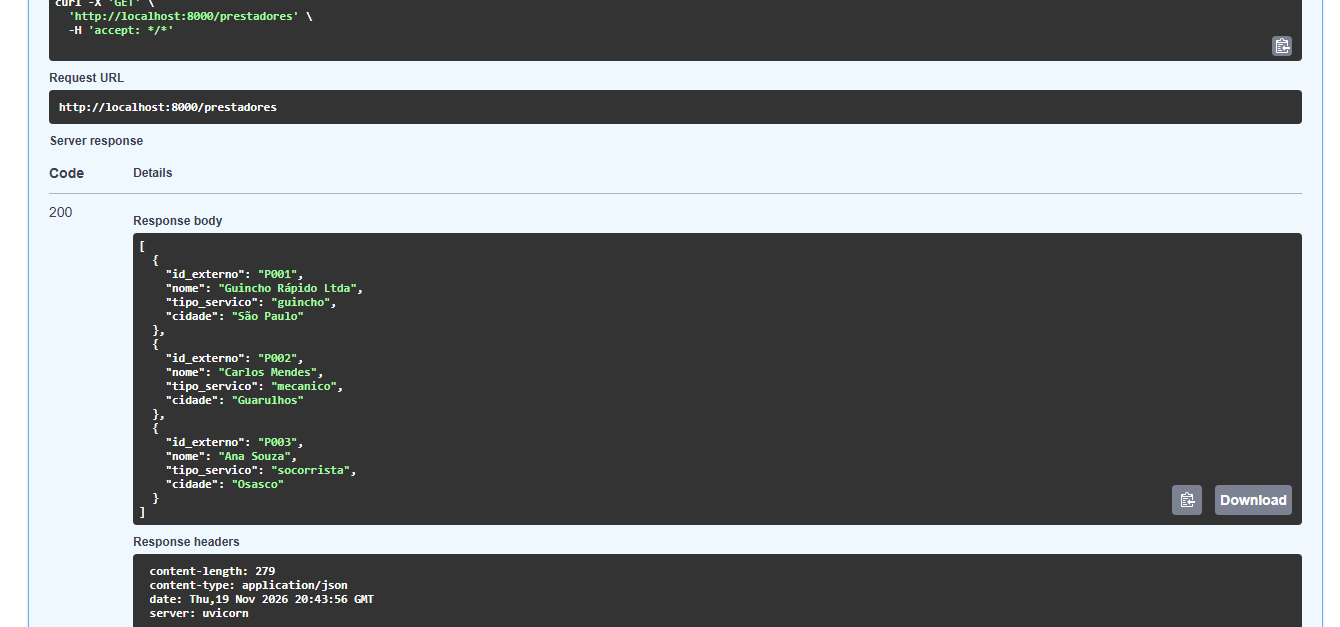 curl -X 'GET' \
  'http://localhost:8000/prestadores' \
  -H 'accept: */*'
Request URL
http://localhost:8000/prestadores
Server response
Code Details
200
Response body
[
  {
    "id_externo": "P001",
    "nome": "Guincho Rápido Ltda",
    "tipo_servico": "guincho",
    "cidade": "São Paulo"
  },
  {
    "id_externo": "P002",
    "nome": "Carlos Mendes",
    "tipo_servico": "mecanico",
    "cidade": "Guarulhos"
  },
  {
    "id_externo": "P003",
    "nome": "Ana Souza",
    "tipo_servico": "socorrista",
    "cidade": "Osasco"
  }
]
Download
Response headers
content-length: 279
content-type: application/json
date: Thu,19 Nov 2026 20:43:56 GMT
server: uvicorn